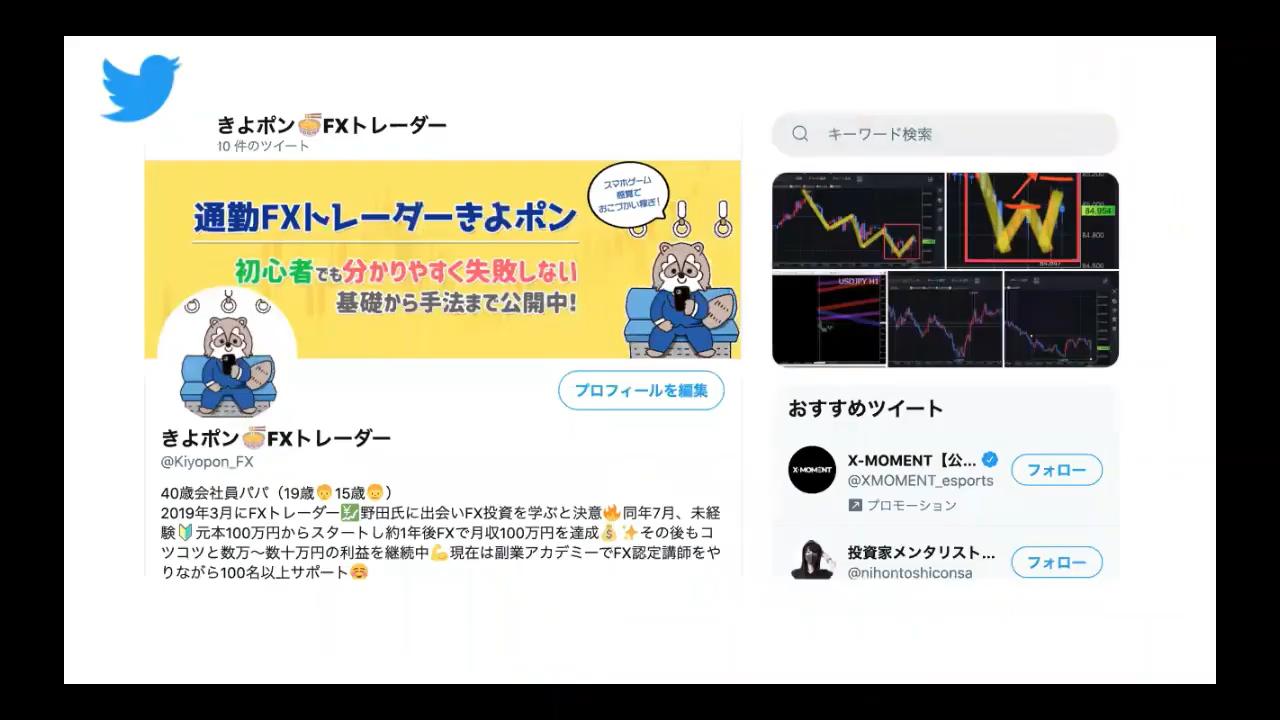 きよポン🍜FXトレーダー
10 件のツイート
スマホゲーム
感覚で
おこづかい稼ぎ!
通勤FXトレーダーきよポン
初心者でも分かりやすく失敗しない
基礎から手法まで公開中!
プロフィールを編集
きよポン🍜FXトレーダー
@Kiyopon_FX
40歳会社員パパ（19歳👦15歳👦）
2019年3月にFXトレーダー💹野田氏に出会いFX投資を学ぶと決意🔥同年7月、未経
験🔰元本100万円からスタートし約1年後FXで月収100万円を達成💰✨その後もコ
ツコツと数万〜数十万円の利益を継続中💪現在は副業アカデミーでFX認定講師をや
りながら100名以上サポート☺️
キーワード検索
84.954
84.800
USDJPY H1
おすすめツイート
X-MOMENT【公...
@XMOMENT_esports
フォロー
プロモーション
X-MOMENT
投資家メンタリスト...
@nihontoshiconsa
フォロー